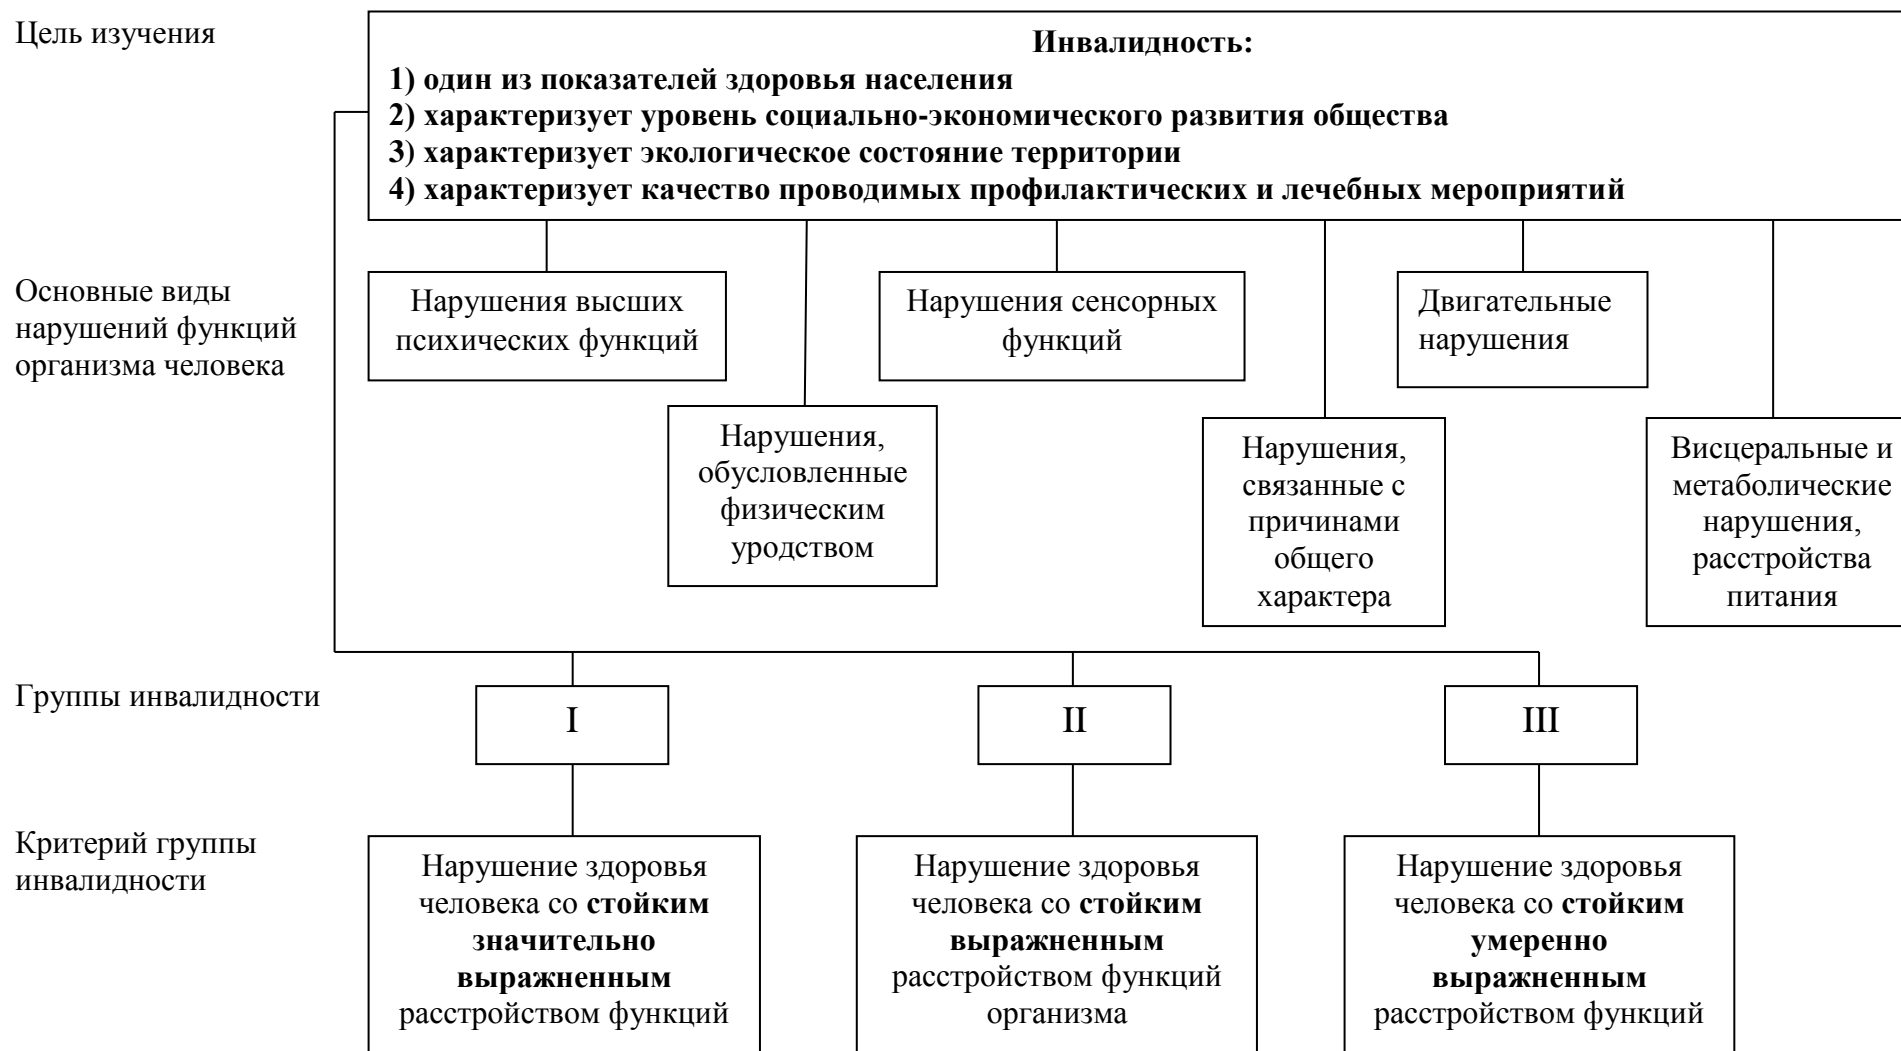 Цель изучения
Инвалидность:
1) один из показателей здоровья населения
2) характеризует уровень социально-экономического развития общества
3) характеризует экологическое состояние территории
4) характеризует качество проводимых профилактических и лечебных мероприятий
Основные виды
нарушений функций
организма человека
Нарушения высших
психических функций
Нарушения сенсорных
функций
Двигательные
нарушения
Нарушения,
обусловленные
физическим
уродством
Нарушения,
связанные с
причинами
общего
характера
Висцеральные и
метаболические
нарушения,
расстройства
питания
Группы инвалидности
I
II
III
Критерий группы
инвалидности
Нарушение здоровья
человека со стойким
значительно
выражненным
расстройством функций
Нарушение здоровья
человека со стойким
выражненным
расстройством функций
организма
Нарушение здоровья
человека со стойким
умеренно
выражненным
расстройством функций